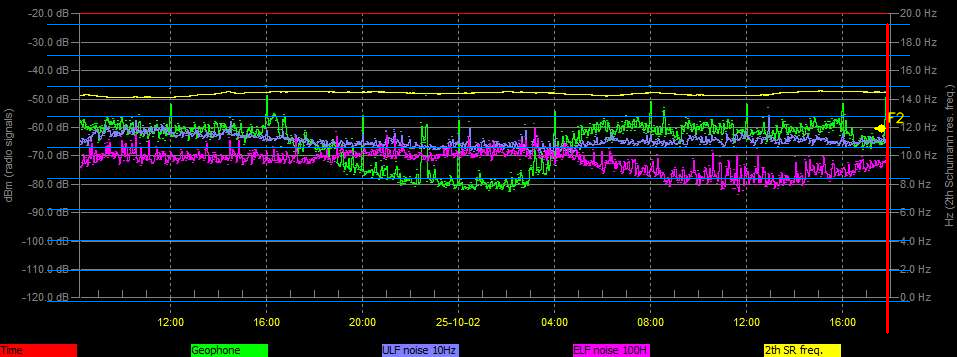 -20.0 dB 20.0 Hz
-30.0 dB 18.0 Hz
-40.0 dB 16.0 Hz
-50.0 dB 14.0 Hz
F2
-60.0 dB 12.0 Hz
-70.0 dB 10.0 Hz
-80.0 dB 8.0 Hz
-90.0 dB 6.0 Hz
-100.0 dB 4.0 Hz
-110.0 dB 2.0 Hz
-120.0 dB 0.0 Hz
dBm (radio signals)
Hz (2th Schumann res. freq.)
12:00 16:00 20:00 25-10-02 04:00 08:00 12:00 16:00
Time Geophone ULF noise 10Hz ELF noise 100H 2th SR freq.